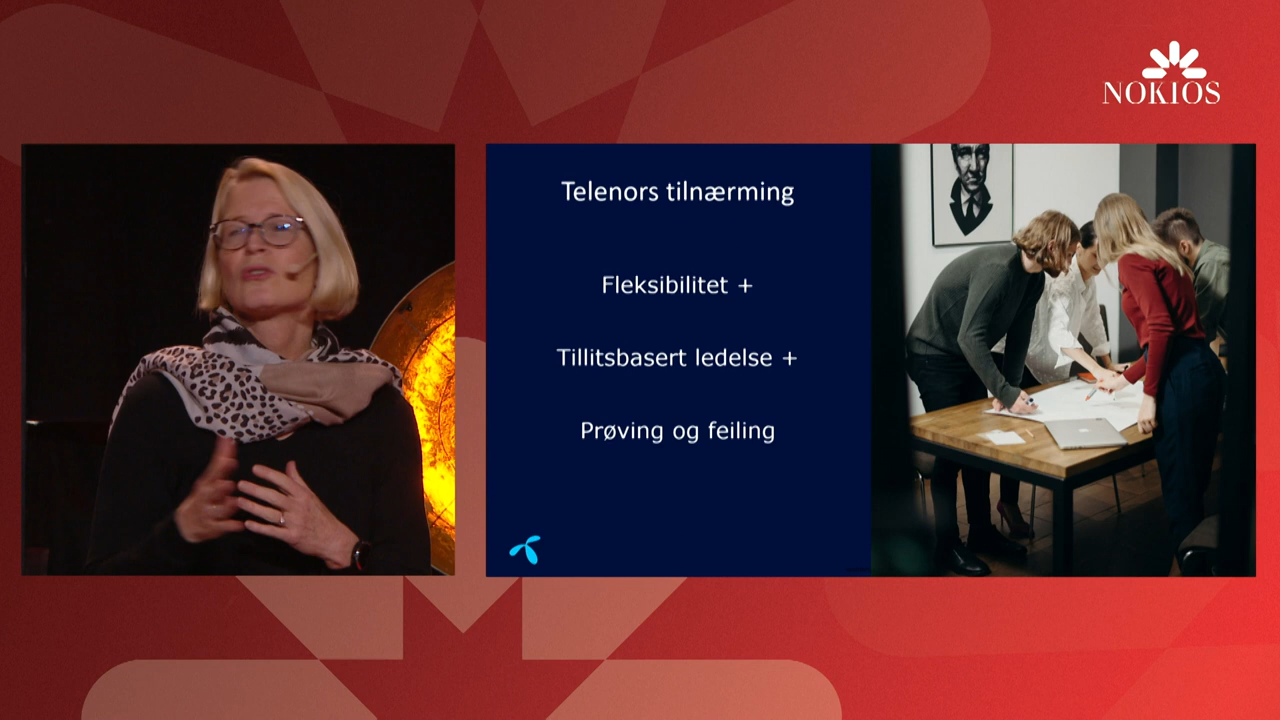 NOKIOS
Telenors tilnærming
Fleksibilitet +
Tillitsbasert ledelse +
Prøving og feiling